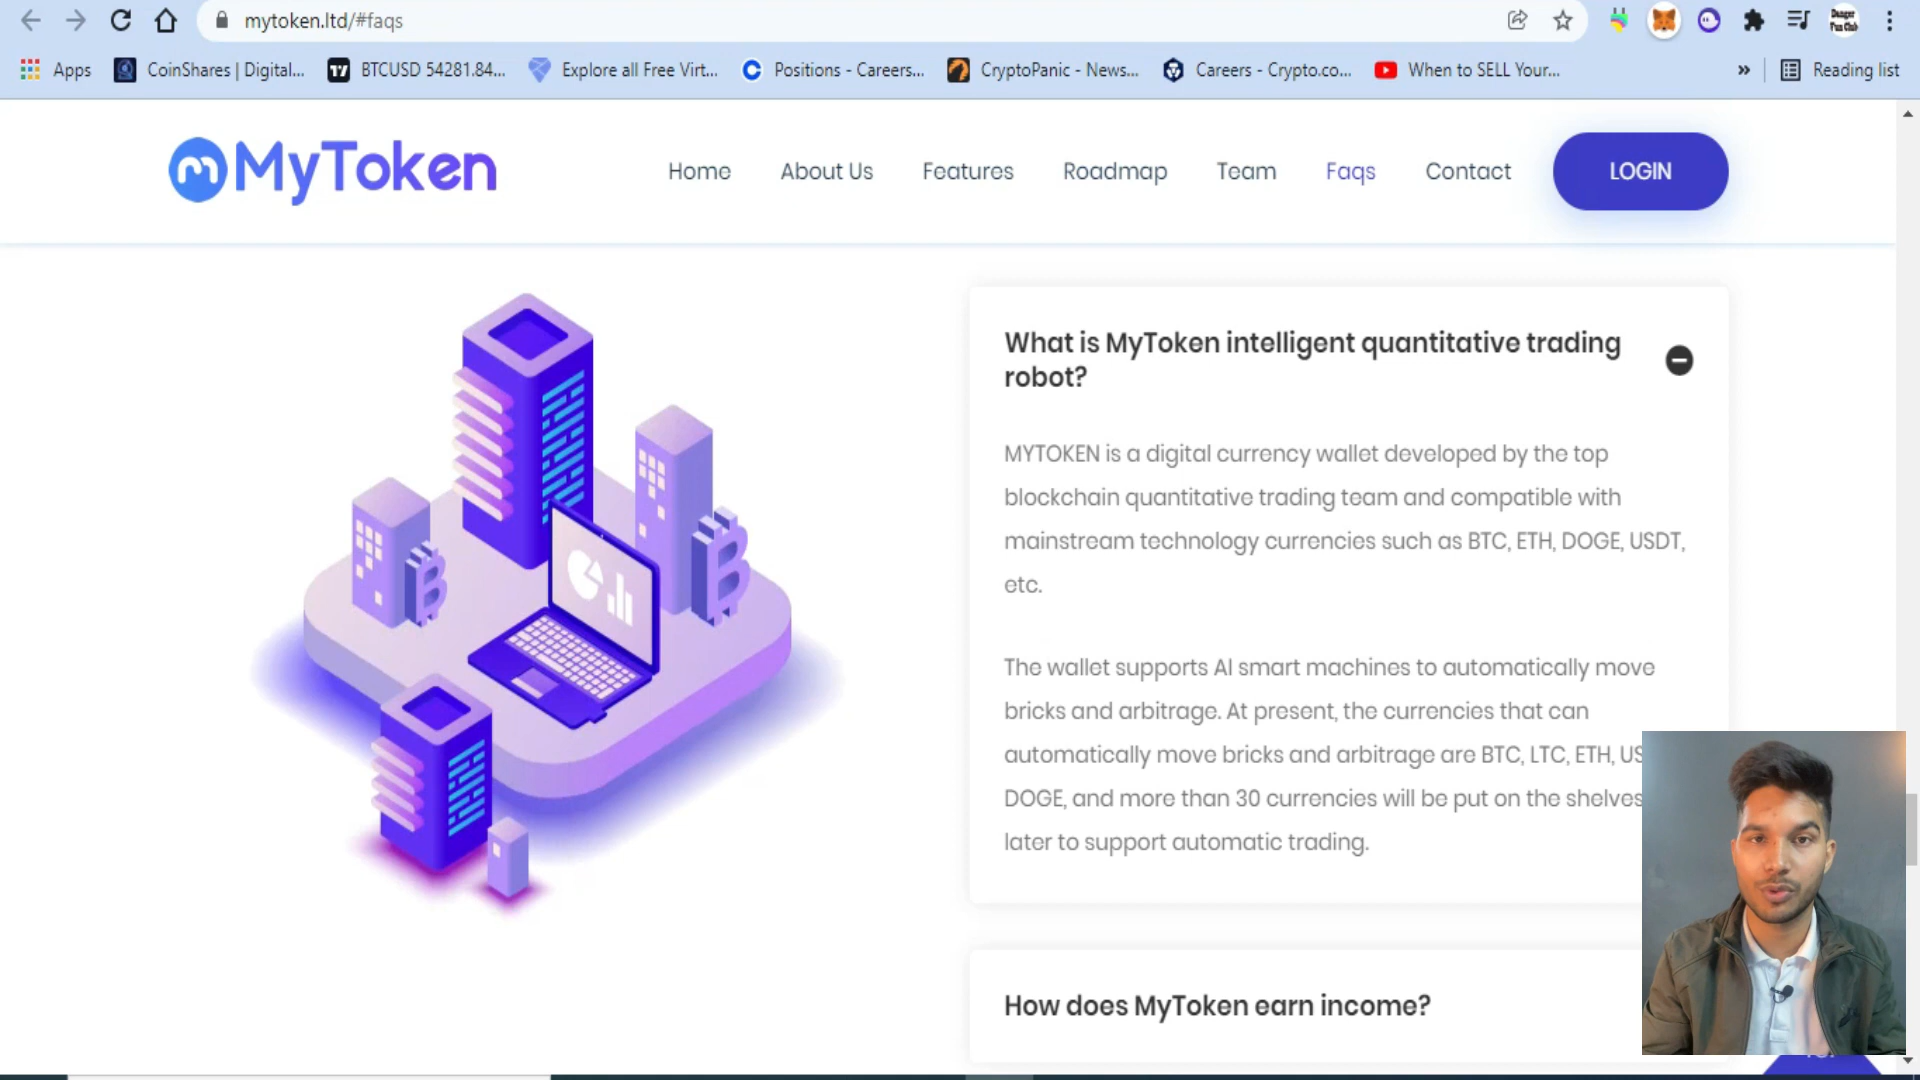 mytoken.ltd/#faqs
Danger Fun Club
Apps
CoinShares | Digital...
BTCUSD 54281.84...
Explore all Free Virt...
Positions - Careers...
CryptoPanic - News...
Careers - Crypto.co...
When to SELL Your...
»
Reading list
MyToken
Home
About Us
Features
Roadmap
Team
Faqs
Contact
LOGIN
What is MyToken intelligent quantitative trading
robot?
MYTOKEN is a digital currency wallet developed by the top
blockchain quantitative trading team and compatible with
mainstream technology currencies such as BTC, ETH, DOGE, USDT,
etc.
The wallet supports AI smart machines to automatically move
bricks and arbitrage. At present, the currencies that can
automatically move bricks and arbitrage are BTC, LTC, ETH, US
DOGE, and more than 30 currencies will be put on the shelves
later to support automatic trading.
How does MyToken earn income?